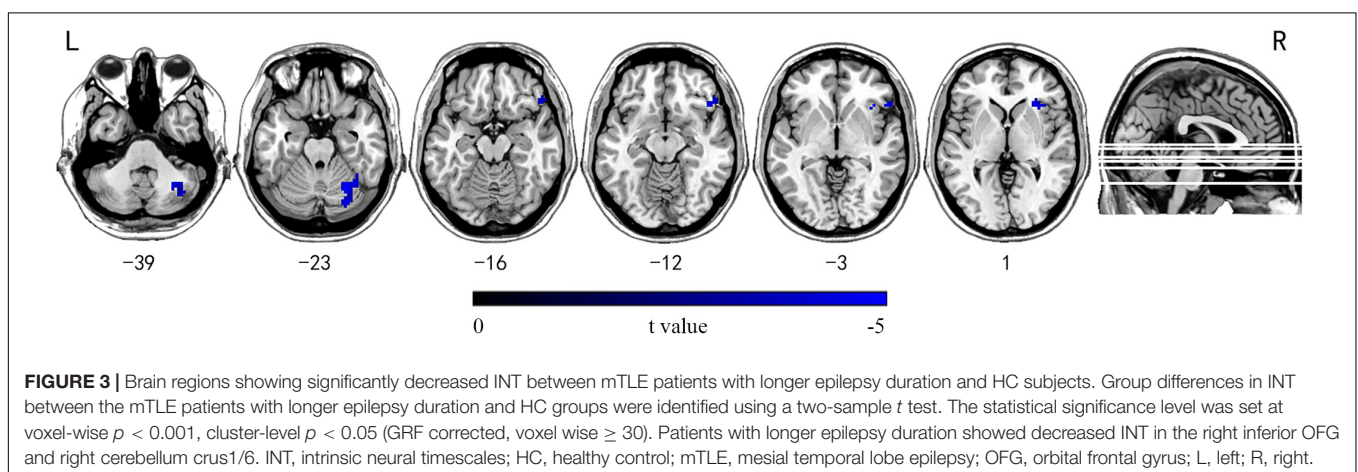 L
R
−39
−23
−16
−12
−3
1
0
t value
-5
FIGURE 3 | Brain regions showing significantly decreased INT between mTLE patients with longer epilepsy duration and HC subjects. Group differences in INT
between the mTLE patients with longer epilepsy duration and HC groups were identified using a two-sample t test. The statistical significance level was set at
voxel-wise p < 0.001, cluster-level p < 0.05 (GRF corrected, voxel wise ≥ 30). Patients with longer epilepsy duration showed decreased INT in the right inferior OFG
and right cerebellum crus1/6. INT, intrinsic neural timescales; HC, healthy control; mTLE, mesial temporal lobe epilepsy; OFG, orbital frontal gyrus; L, left; R, right.